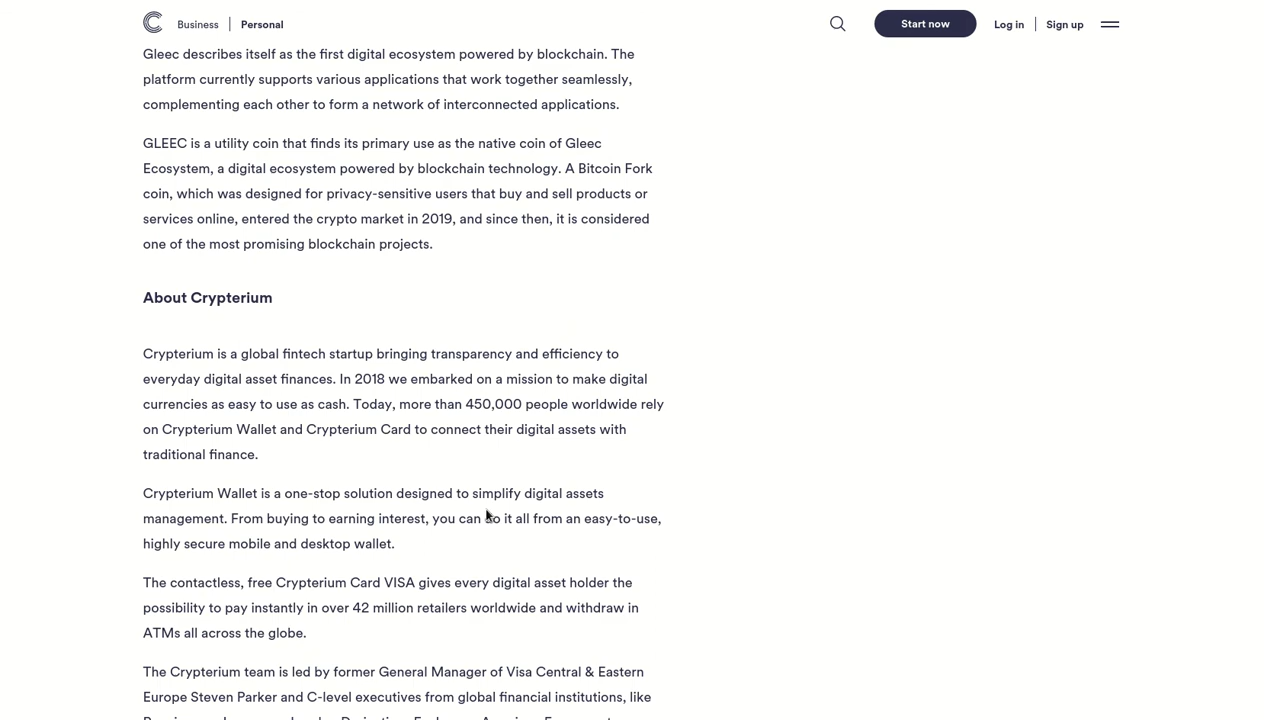 Business
Personal
Start now
Log in
Sign up
Gleec describes itself as the first digital ecosystem powered by blockchain. The
platform currently supports various applications that work together seamlessly,
complementing each other to form a network of interconnected applications.
GLEEC is a utility coin that finds its primary use as the native coin of Gleec
Ecosystem, a digital ecosystem powered by blockchain technology. A Bitcoin Fork
coin, which was designed for privacy-sensitive users that buy and sell products or
services online, entered the crypto market in 2019, and since then, it is considered
one of the most promising blockchain projects.
About Crypterium
Crypterium is a global fintech startup bringing transparency and efficiency to
everyday digital asset finances. In 2018 we embarked on a mission to make digital
currencies as easy to use as cash. Today, more than 450,000 people worldwide rely
on Crypterium Wallet and Crypterium Card to connect their digital assets with
traditional finance.
Crypterium Wallet is a one-stop solution designed to simplify digital assets
management. From buying to earning interest, you can do it all from an easy-to-use,
highly secure mobile and desktop wallet.
The contactless, free Crypterium Card VISA gives every digital asset holder the
possibility to pay instantly in over 42 million retailers worldwide and withdraw in
ATMs all across the globe.
The Crypterium team is led by former General Manager of Visa Central & Eastern
Europe Steven Parker and C-level executives from global financial institutions, like